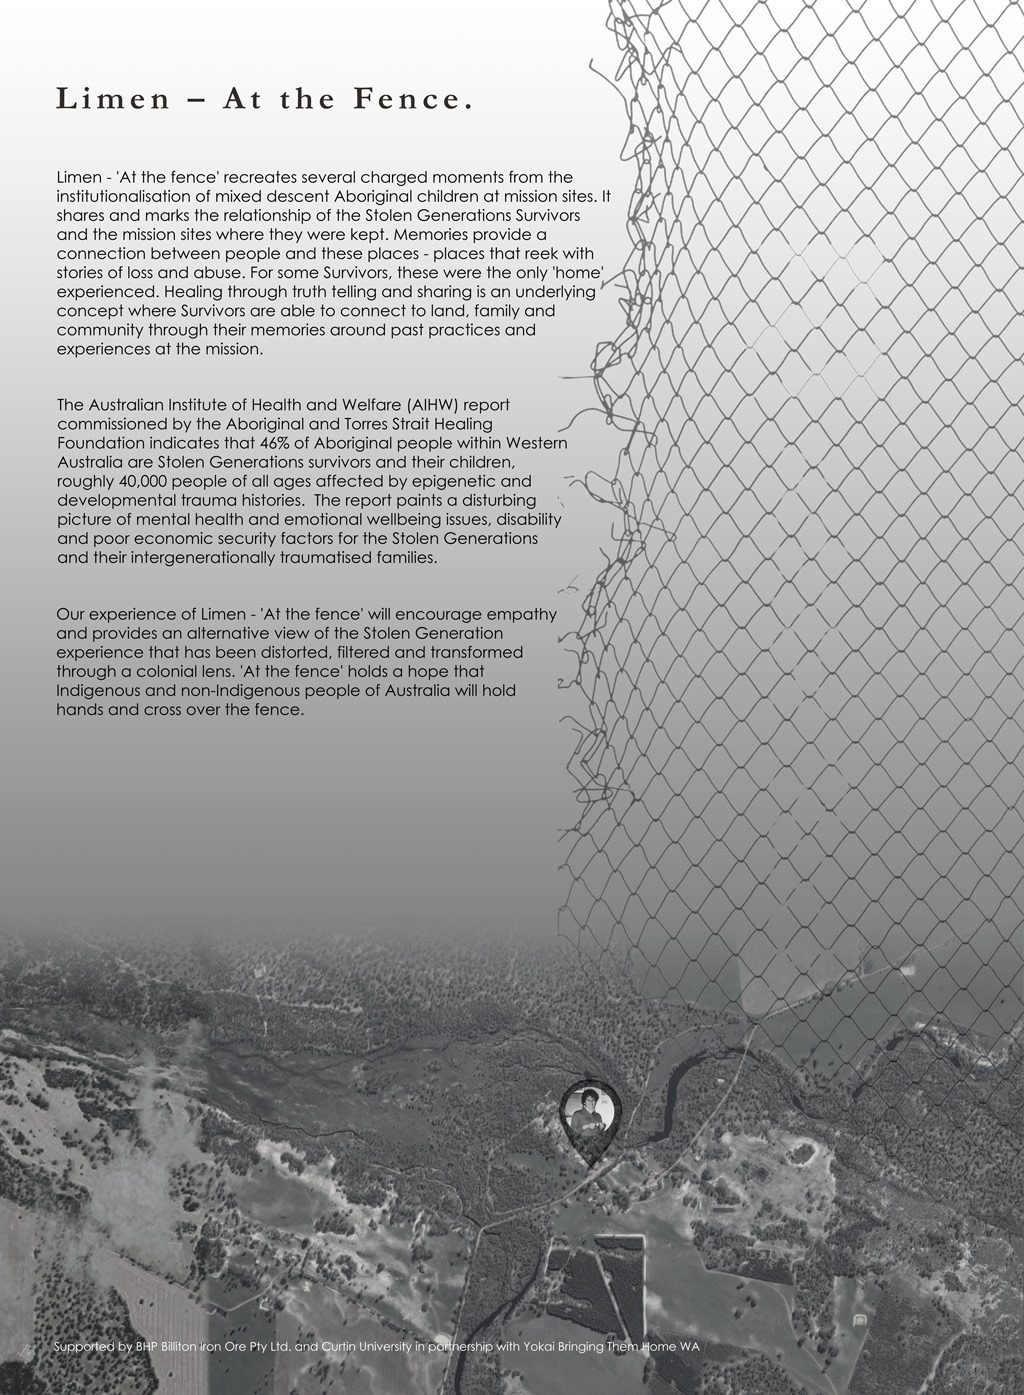 Limen – At the Fence.
Limen - 'At the fence' recreates several charged moments from the
institutionalisation of mixed descent Aboriginal children at mission sites. It
shares and marks the relationship of the Stolen Generations Survivors
and the mission sites where they were kept. Memories provide a
connection between people and these places - places that reek with
stories of loss and abuse. For some Survivors, these were the only 'home'
experienced. Healing through truth telling and sharing is an underlying
concept where Survivors are able to connect to land, family and
community through their memories around past practices and
experiences at the mission.
The Australian Institute of Health and Welfare (AIHW) report
commissioned by the Aboriginal and Torres Strait Healing
Foundation indicates that 46% of Aboriginal people within Western
Australia are Stolen Generations survivors and their children,
roughly 40,000 people of all ages affected by epigenetic and
developmental trauma histories.  The report paints a disturbing
picture of mental health and emotional wellbeing issues, disability
and poor economic security factors for the Stolen Generations
and their intergenerationally traumatised families.
Our experience of Limen - 'At the fence' will encourage empathy
and provides an alternative view of the Stolen Generation
experience that has been distorted, filtered and transformed
through a colonial lens. 'At the fence' holds a hope that
Indigenous and non-Indigenous people of Australia will hold
hands and cross over the fence.
Supported by BHP Billiton Iron Ore Pty Ltd. and Curtin University in partnership with Yokai Bringing Them Home WA